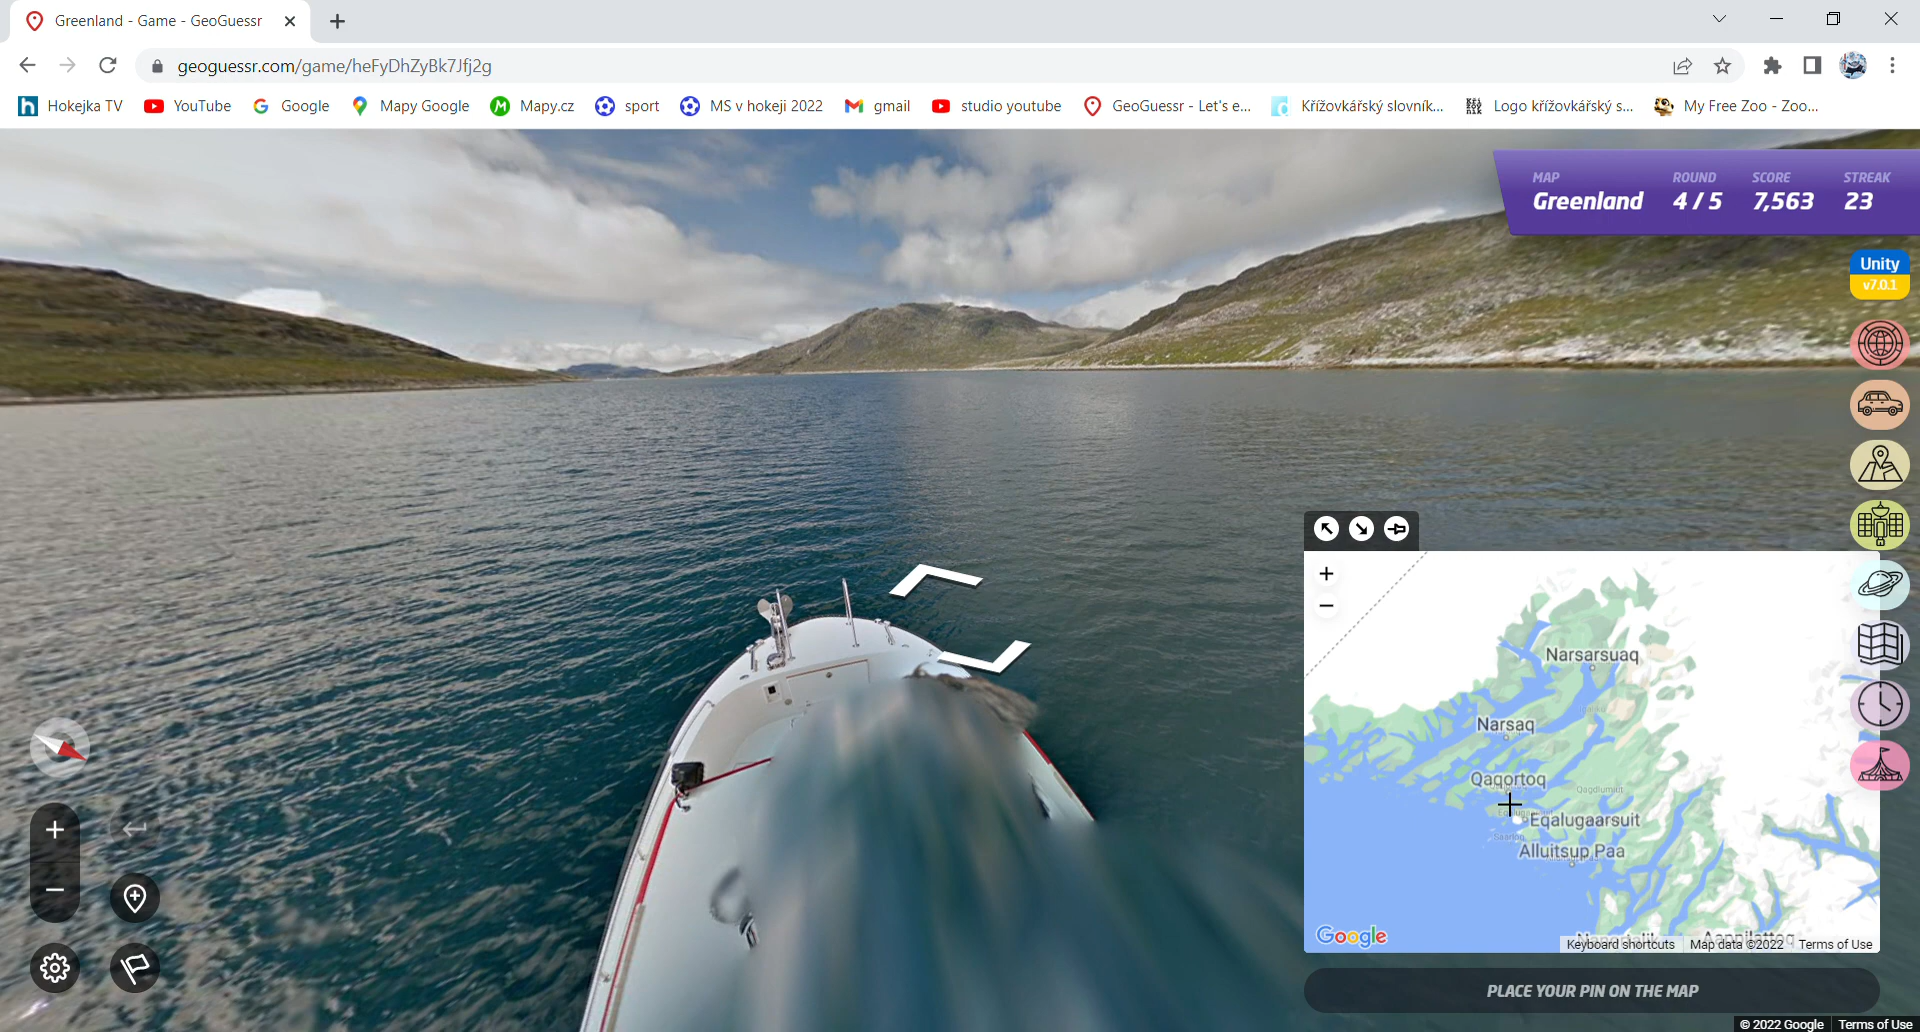 Greenland - Game - GeoGuessr
geoguessr.com/game/heFyDhZyBk7Jfj2g
Hokejka TV YouTube Google Mapy Google Mapy.cz sport MS v hokeji 2022 gmail studio youtube GeoGuessr - Let's e... Křížovkářský slovník... Logo křížovkářský s... My Free Zoo - Zoo...
MAP ROUND SCORE STREAK
Greenland 4 / 5 7,563 23
Unity
v7.0.1
Narsarsuaq
Narsaq
Qaqortoq
Qaqdlumiut
Eqalugaarsuit
Saarloq
Alluitsup Paa
Google
Keyboard shortcuts Map data ©2022 Terms of Use
PLACE YOUR PIN ON THE MAP
© 2022 Google Terms of Use